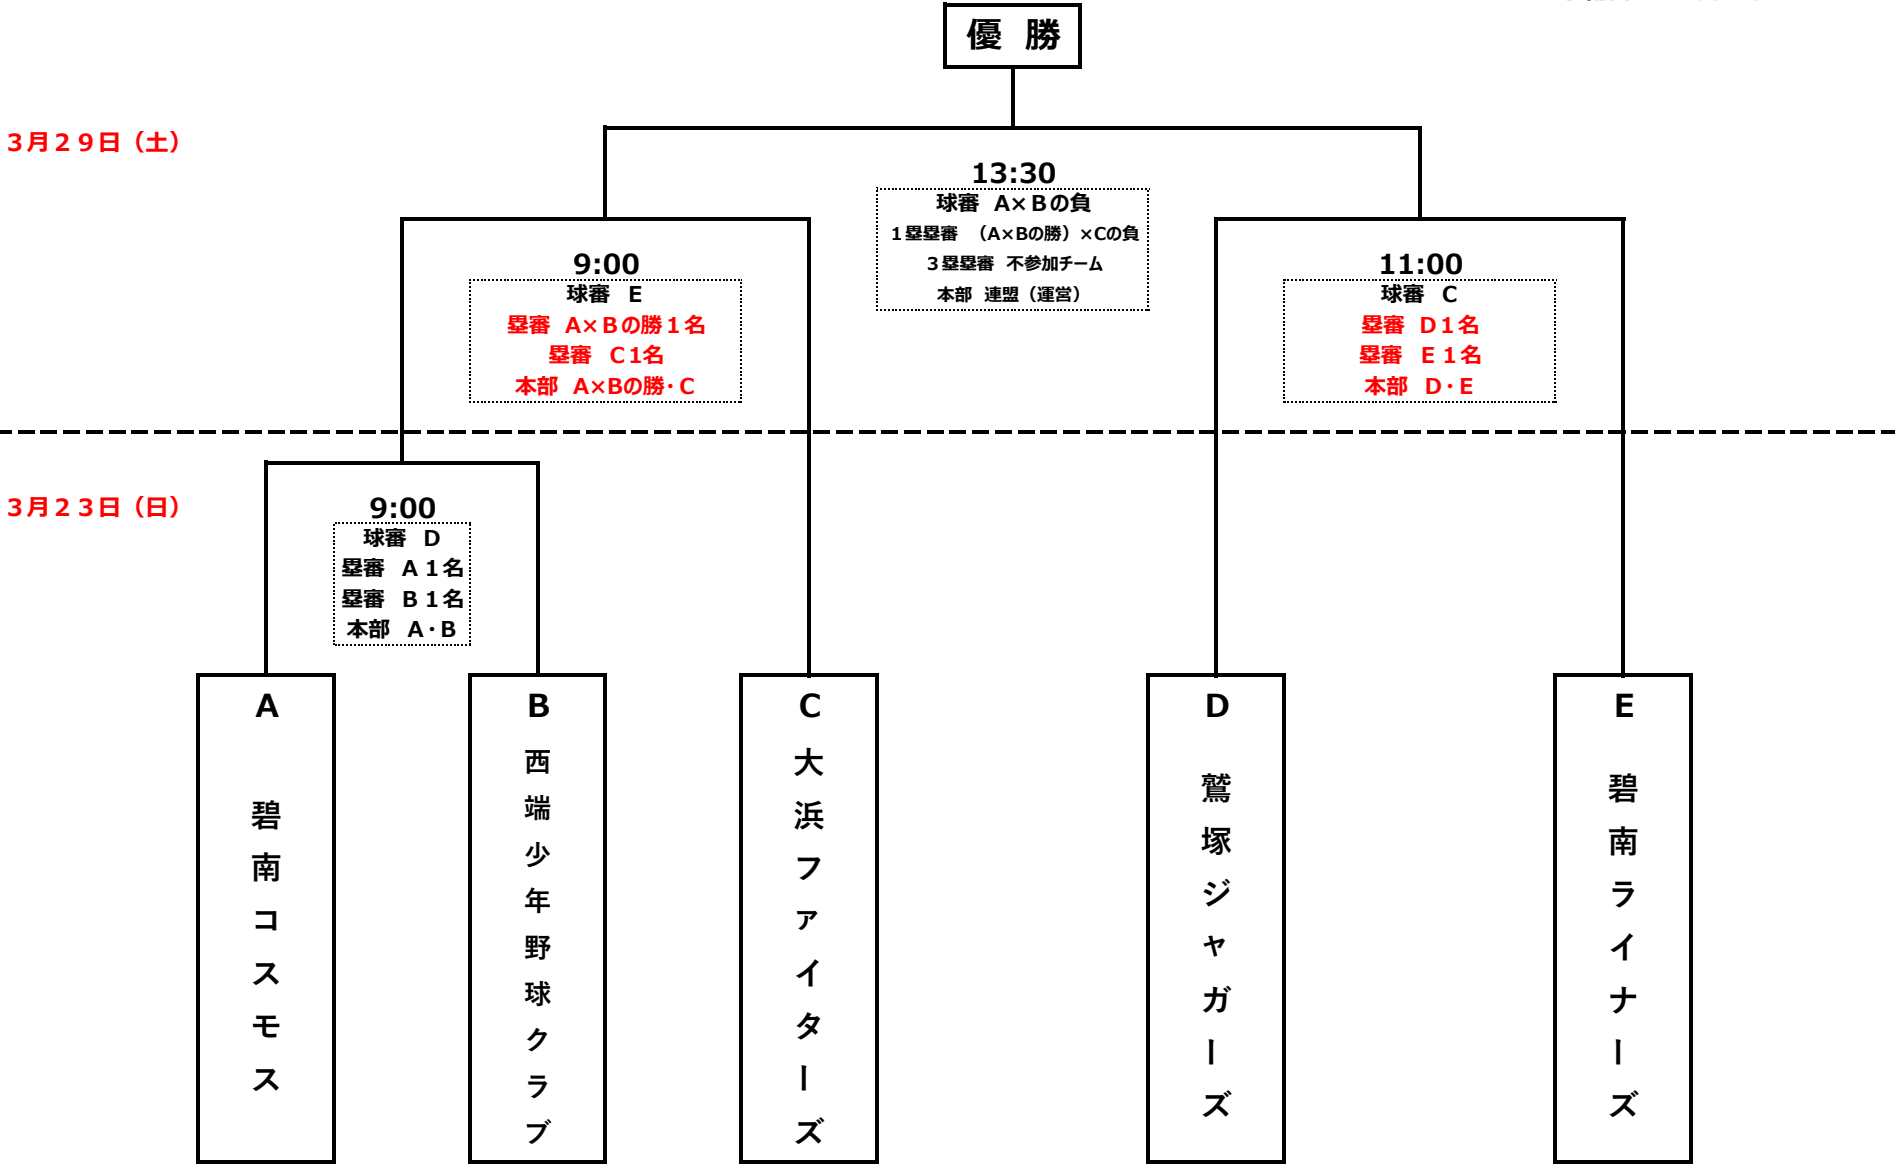 優 勝
３月２９日（土）
13:30
球審 A×Ｂの負
１塁塁審 （A×Bの勝）×Cの負
３塁塁審 不参加チーム
本部 連盟（運営）
9:00
球審 E
塁審 A×Ｂの勝１名
塁審 C1名
本部 A×Bの勝・C
11:00
球審 C
塁審 D１名
塁審 E１名
本部 D・E
３月２３日（日）
9:00
球審 D
塁審 A１名
塁審 B１名
本部 A・B
A
碧南コスモス
B
西端少年野球クラブ
C
大浜ファイターズ
D
鷲塚ジャガーズ
E
碧南ライナーズ